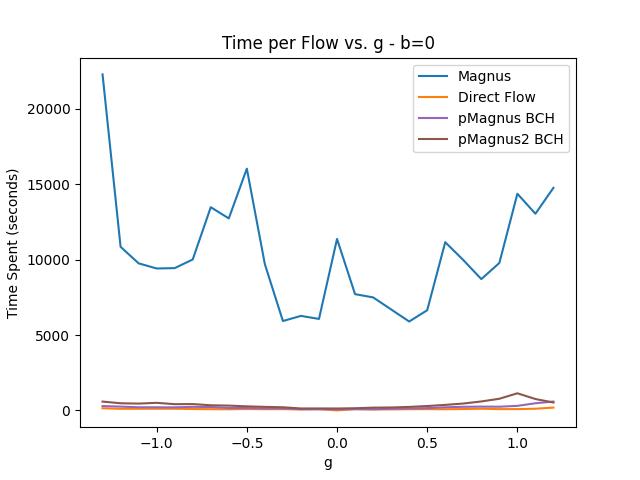 Time per Flow vs. g - b=0
Magnus
Direct Flow
pMagnus BCH
pMagnus2 BCH
Time Spent (seconds)
20000
15000
10000
5000
0
−1.0 −0.5 0.0 0.5 1.0
g